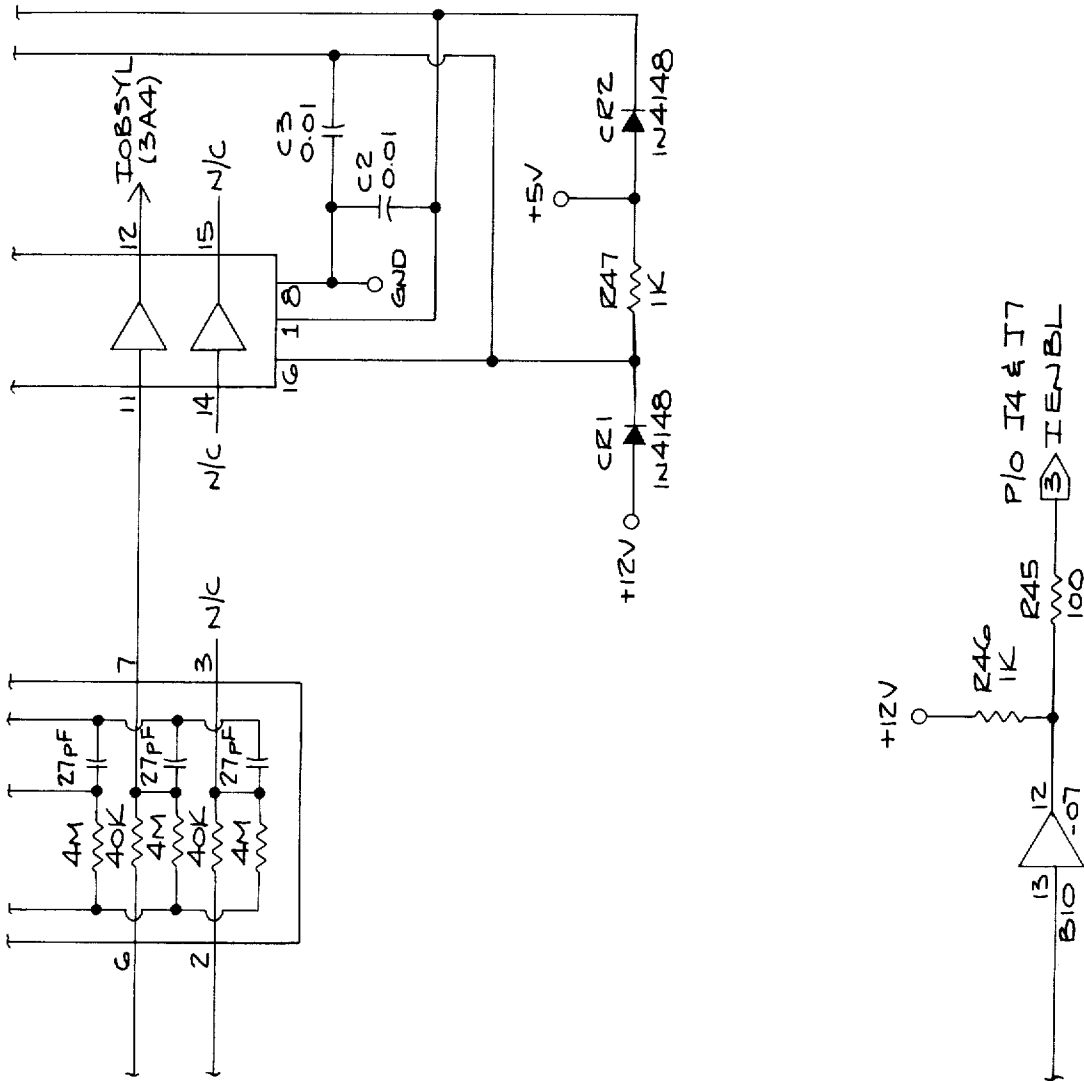 IOBSYL
(3A4)
12
11
15
N/C
14
N/C
C3
0.01
C2
0.01
8
GND
1
16
+5V
CR2
1N4148
R47
1K
CR1
1N4148
+12V
7
3
N/C
27pF
27pF
27pF
4M
40K
4M
40K
4M
6
2
P/O J4 & J7
3
IENBL
R45
100
+12V
R46
1K
12
-07
13
B10